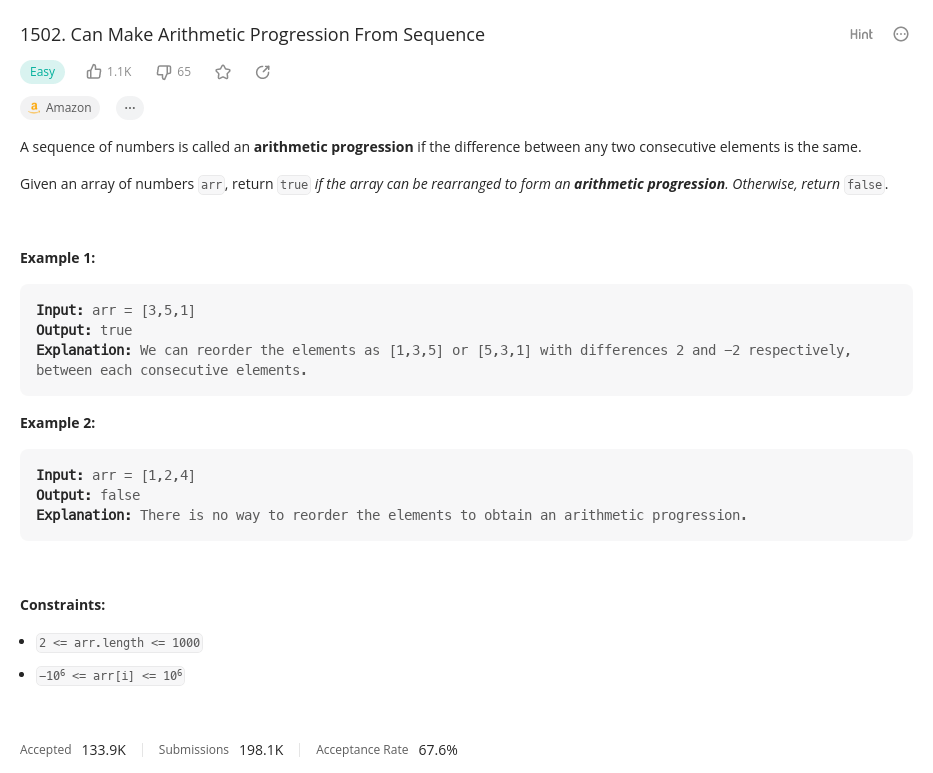 1502. Can Make Arithmetic Progression From Sequence
Hint
Easy 1.1K 65
a Amazon ...
A sequence of numbers is called an arithmetic progression if the difference between any two consecutive elements is the same.
Given an array of numbers arr, return true if the array can be rearranged to form an arithmetic progression. Otherwise, return false.
Example 1:
Input: arr = [3,5,1]
Output: true
Explanation: We can reorder the elements as [1,3,5] or [5,3,1] with differences 2 and -2 respectively,
between each consecutive elements.
Example 2:
Input: arr = [1,2,4]
Output: false
Explanation: There is no way to reorder the elements to obtain an arithmetic progression.
Constraints:
• 2 <= arr.length <= 1000
• -10⁶ <= arr[i] <= 10⁶
Accepted 133.9K Submissions 198.1K Acceptance Rate 67.6%